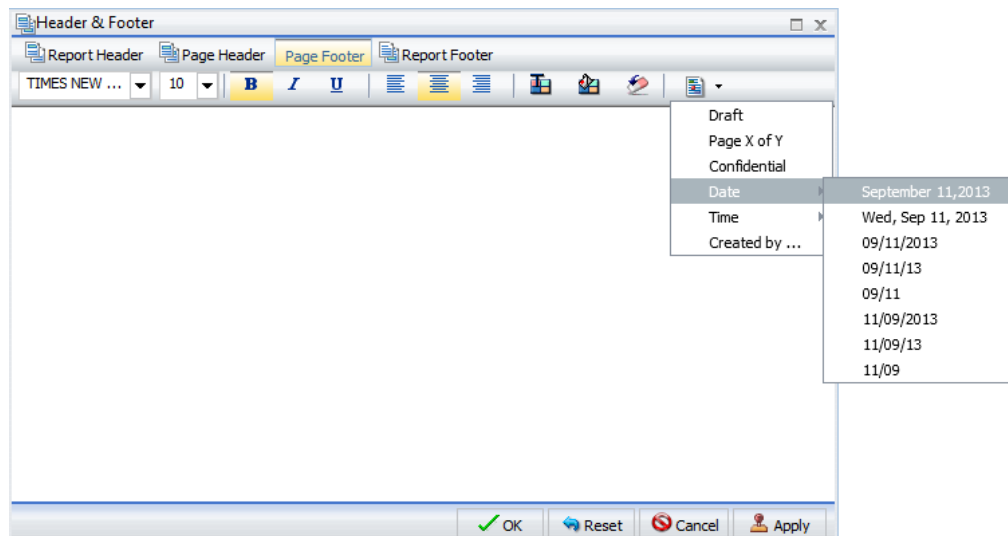 Header & Footer
Report Header Page Header Page Footer Report Footer
TIMES NEW ... 10 B I U
Draft
Page X of Y
Confidential
Date
Time
Created by ...
September 11,2013
Wed, Sep 11, 2013
09/11/2013
09/11/13
09/11
11/09/2013
11/09/13
11/09
OK Reset Cancel Apply